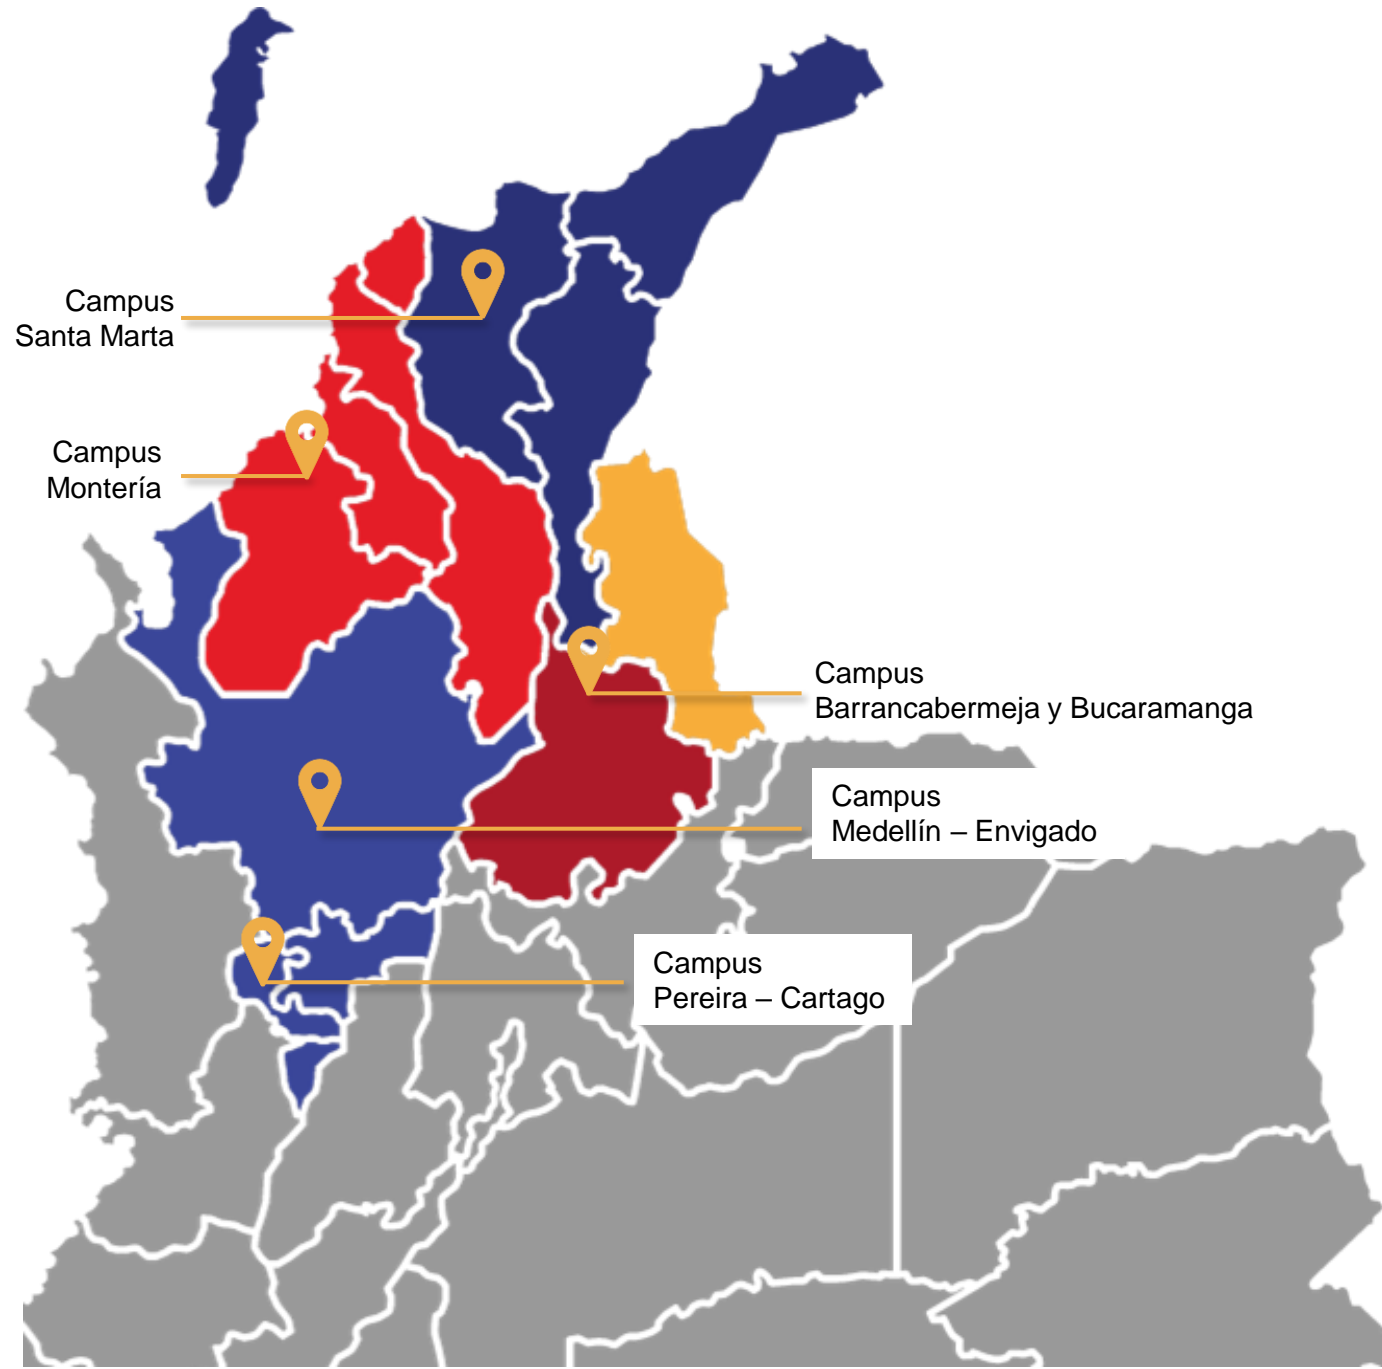 Campus
Santa Marta
Campus
Montería
Campus
Barrancabermeja y Bucaramanga
Campus
Medellín – Envigado
Campus
Pereira – Cartago